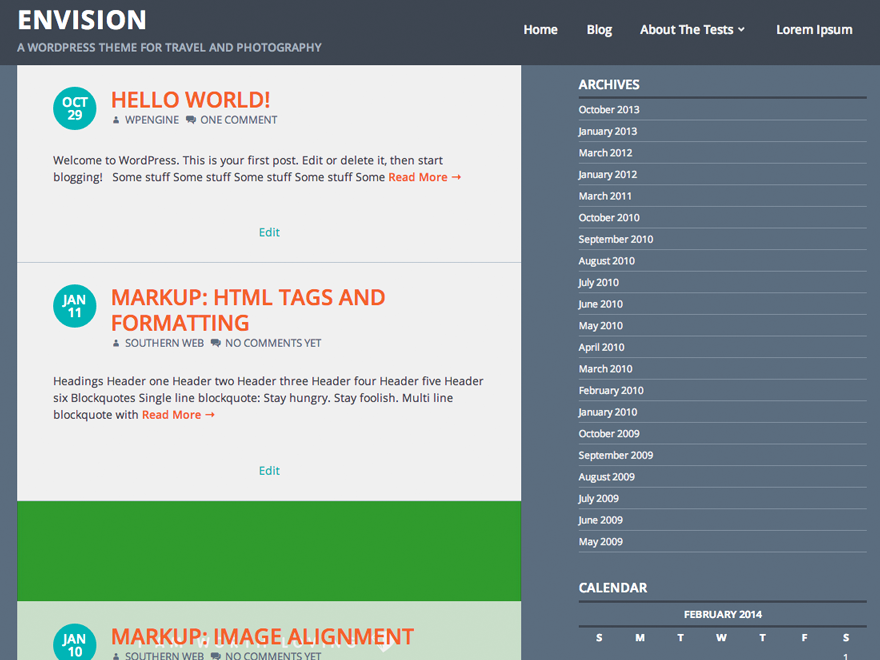 ENVISION
A WORDPRESS THEME FOR TRAVEL AND PHOTOGRAPHY
Home Blog About The Tests Lorem Ipsum
OCT
29
HELLO WORLD!
WPENGINE ONE COMMENT
Welcome to WordPress. This is your first post. Edit or delete it, then start
blogging! Some stuff Some stuff Some stuff Some stuff Some Read More →
Edit
JAN
11
MARKUP: HTML TAGS AND
FORMATTING
SOUTHERN WEB NO COMMENTS YET
Headings Header one Header two Header three Header four Header five Header
six Blockquotes Single line blockquote: Stay hungry. Stay foolish. Multi line
blockquote with Read More →
Edit
JAN
10
MARKUP: IMAGE ALIGNMENT
SOUTHERN WEB NO COMMENTS YET
ARCHIVES
October 2013
January 2013
March 2012
January 2012
March 2011
October 2010
September 2010
August 2010
July 2010
June 2010
May 2010
April 2010
March 2010
February 2010
January 2010
October 2009
September 2009
August 2009
July 2009
June 2009
May 2009
CALENDAR
FEBRUARY 2014
S M T W T F S
1